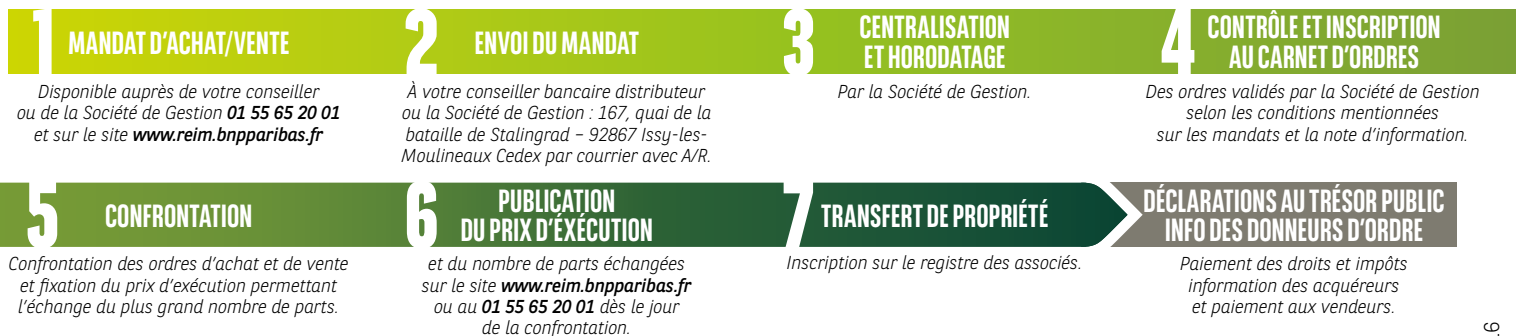 1 MANDAT D'ACHAT/VENTE
Disponible auprès de votre conseiller
ou de la Société de Gestion 01 55 65 20 01
et sur le site www.reim.bnpparibas.fr
2 ENVOI DU MANDAT
À votre conseiller bancaire distributeur
ou la Société de Gestion : 167, quai de la
bataille de Stalingrad – 92867 Issy-les-
Moulineaux Cedex par courrier avec A/R.
3 CENTRALISATION
ET HORODATAGE
Par la Société de Gestion.
4 CONTRÔLE ET INSCRIPTION
AU CARNET D'ORDRES
Des ordres validés par la Société de Gestion
selon les conditions mentionnées
sur les mandats et la note d'information.
5 CONFRONTATION
Confrontation des ordres d'achat et de vente
et fixation du prix d'exécution permettant
l'échange du plus grand nombre de parts.
6 PUBLICATION
DU PRIX D'ÉXÉCUTION
et du nombre de parts échangées
sur le site www.reim.bnpparibas.fr
ou au 01 55 65 20 01 dès le jour
de la confrontation.
7 TRANSFERT DE PROPRIÉTÉ
Inscription sur le registre des associés.
DÉCLARATIONS AU TRÉSOR PUBLIC
INFO DES DONNEURS D'ORDRE
Paiement des droits et impôts
information des acquéreurs
et paiement aux vendeurs.